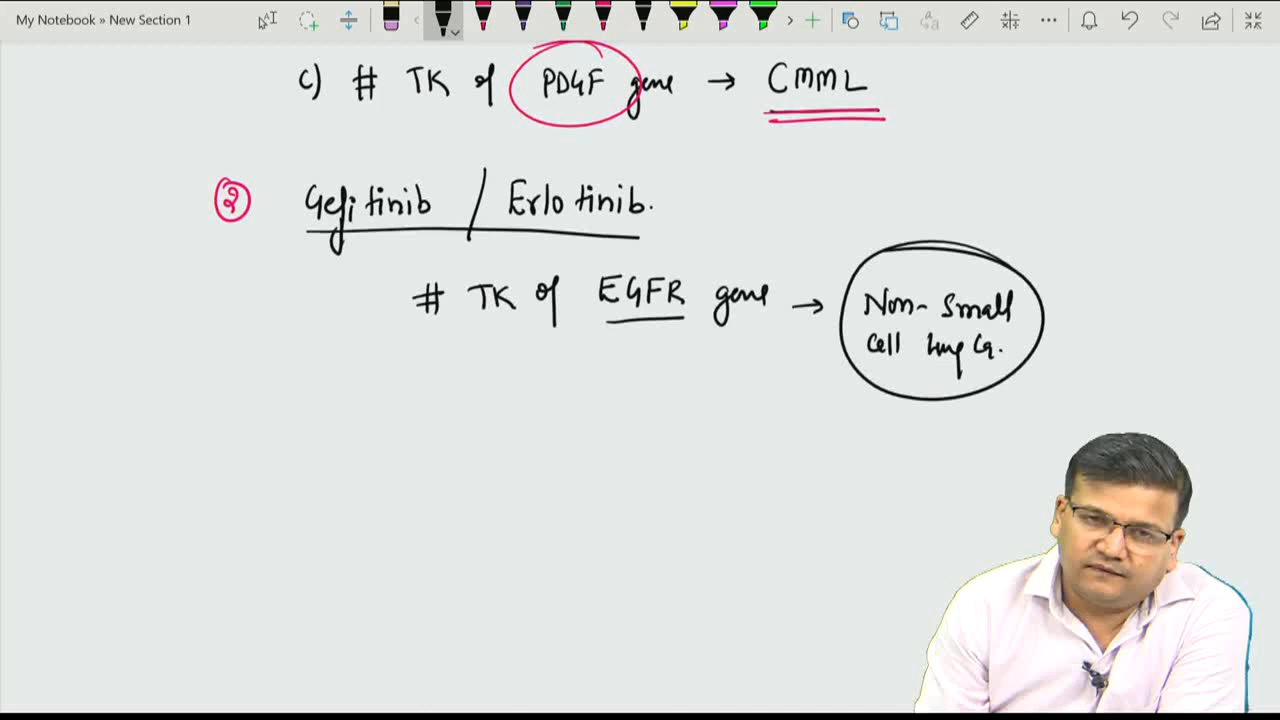 My Notebook » New Section 1
c) # TK of PDGF gene → CMML
2 Gefitinib / Erlotinib.
# TK of EGFR gene → Non-Small
Cell lung Ca.